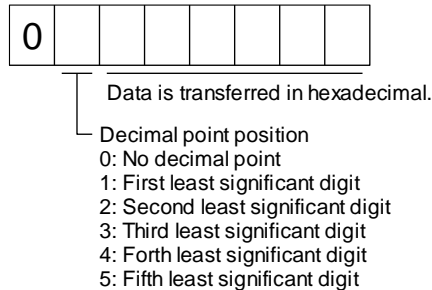 0
Data is transferred in hexadecimal.
Decimal point position
0: No decimal point
1: First least significant digit
2: Second least significant digit
3: Third least significant digit
4: Forth least significant digit
5: Fifth least significant digit